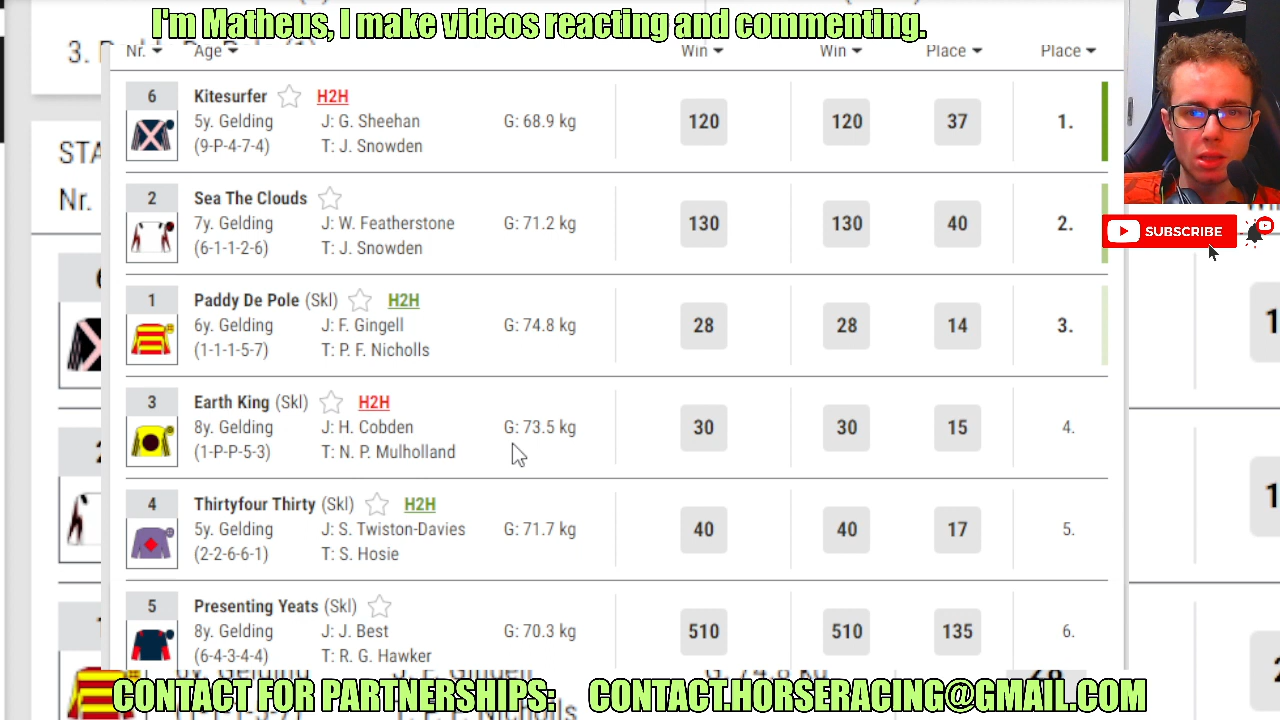 I'm Matheus, I make videos reacting and commenting.
Nr. Age Win Win Place Place
6 Kitesurfer H2H
5y. Gelding J: G. Sheehan G: 68.9 kg 120 120 37 1.
(9-P-4-7-4) T: J. Snowden
2 Sea The Clouds
7y. Gelding J: W. Featherstone G: 71.2 kg 130 130 40 2.
(6-1-1-2-6) T: J. Snowden
1 Paddy De Pole (Skl) H2H
6y. Gelding J: F. Gingell G: 74.8 kg 28 28 14 3.
(1-1-1-5-7) T: P. F. Nicholls
3 Earth King (Skl) H2H
8y. Gelding J: H. Cobden G: 73.5 kg 30 30 15 4.
(1-P-P-5-3) T: N. P. Mulholland
4 Thirtyfour Thirty (Skl) H2H
5y. Gelding J: S. Twiston-Davies G: 71.7 kg 40 40 17 5.
(2-2-6-6-1) T: S. Hosie
5 Presenting Yeats (Skl)
8y. Gelding J: J. Best G: 70.3 kg 510 510 135 6.
(6-4-3-4-4) T: R. G. Hawker
SUBSCRIBE
3.
STA
Nr.
CONTACT FOR PARTNERSHIPS: CONTACT.HORSERACING@GMAIL.COM